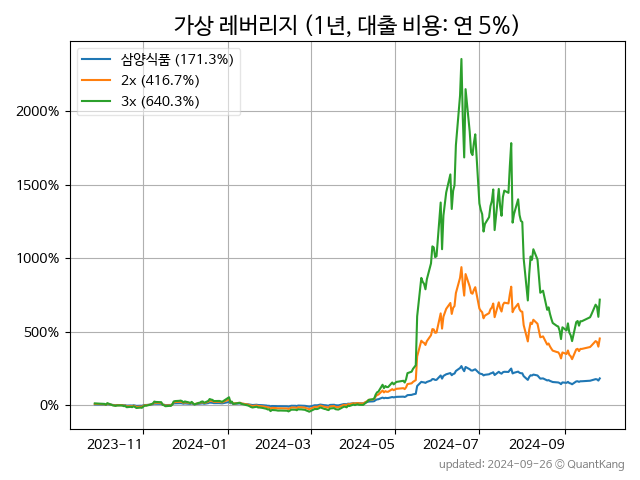 가상 레버리지 (1년, 대출 비용: 연 5%)
삼양식품 (171.3%)
2x (416.7%)
3x (640.3%)
2000%
1500%
1000%
500%
0%
2023-11 2024-01 2024-03 2024-05 2024-07 2024-09
updated: 2024-09-26 © QuantKang